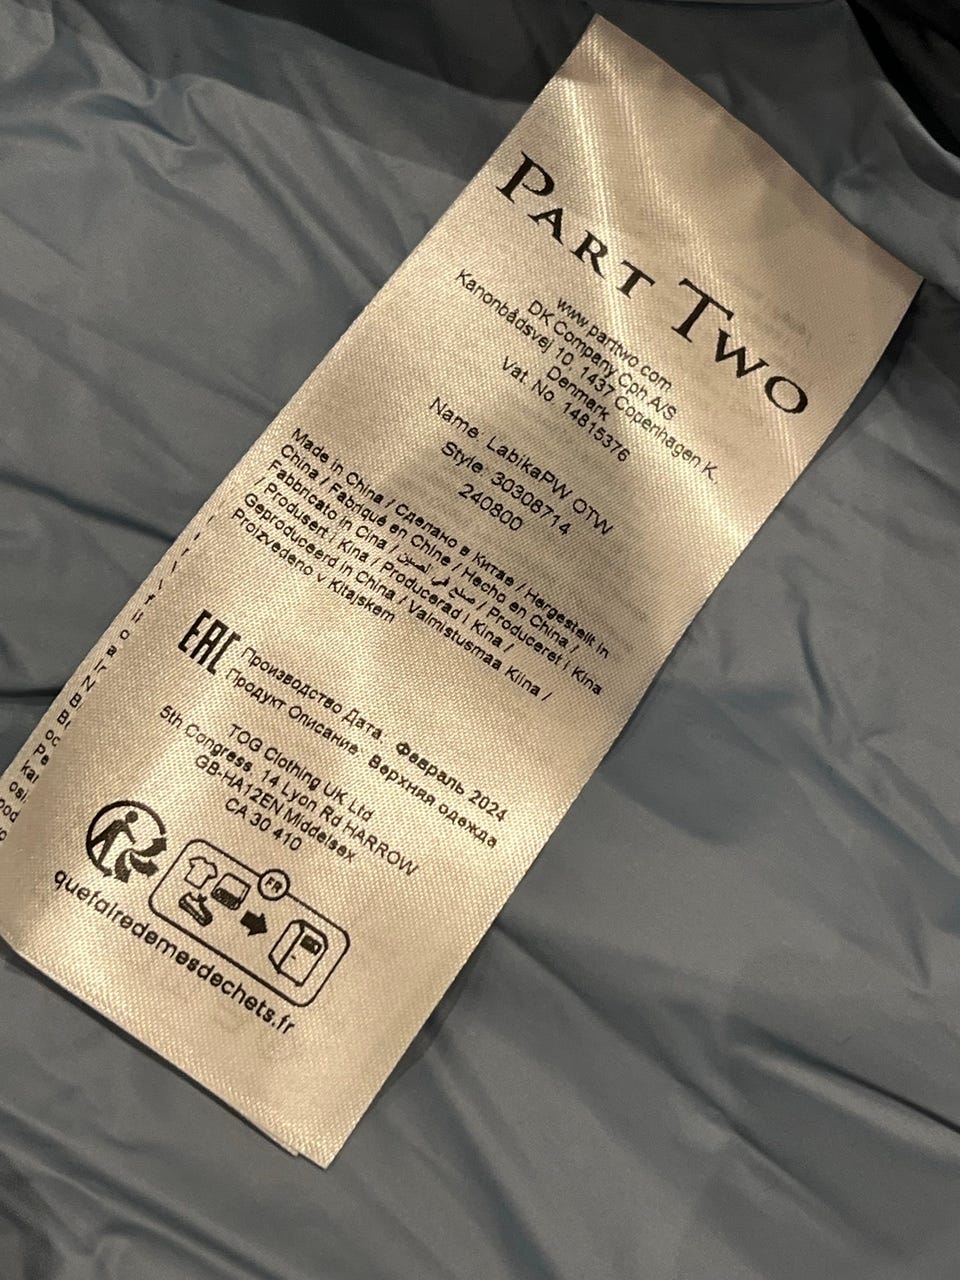 PART TWO
www.parttwo.com
DK Company Cph A/S
Kanonbådsvej 10, 1437 Copenhagen K.
Denmark
Vat. No. 14815376
Name: LabikaPW OTW
Style: 30308714
240800
Made in China / Сделано в Китае / Hergestellt in
China / Fabriqué en Chine / Hecho en China /
Fabbricato in Cina / صنع في الصين / Produceret i Kina
/ Produsert i Kina / Producerad i Kina /
Geproduceerd in China / Valmistusmaa Kiina /
Proizvedeno v Kitajskem
EAC
Производство Дата : Февраль 2024
Продукт Описание: Верхняя одежда
TOG Clothing UK Ltd
5th Congress, 14 Lyon Rd HARROW
GB-HA12EN Middelsex
CA 30 410
FR
quefairedemesdechets.fr